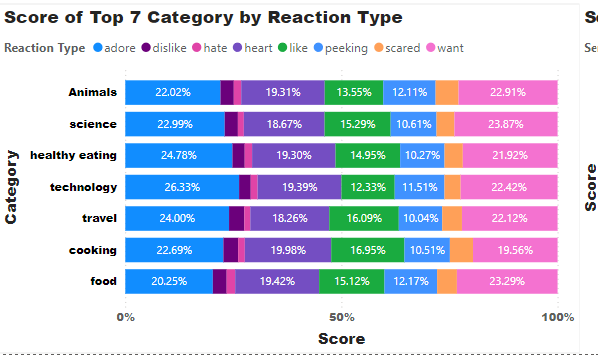 Score of Top 7 Category by Reaction Type
Reaction Type adore dislike hate heart like peeking scared want
Animals 22.02% 19.31% 13.55% 12.11% 22.91%
science 22.99% 18.67% 15.29% 10.61% 23.87%
healthy eating 24.78% 19.30% 14.95% 10.27% 21.92%
technology 26.33% 19.39% 12.33% 11.51% 22.42%
travel 24.00% 18.26% 16.09% 10.04% 22.12%
cooking 22.69% 19.98% 16.95% 10.51% 19.56%
food 20.25% 19.42% 15.12% 12.17% 23.29%
0% 50% 100%
Score
Category
Score